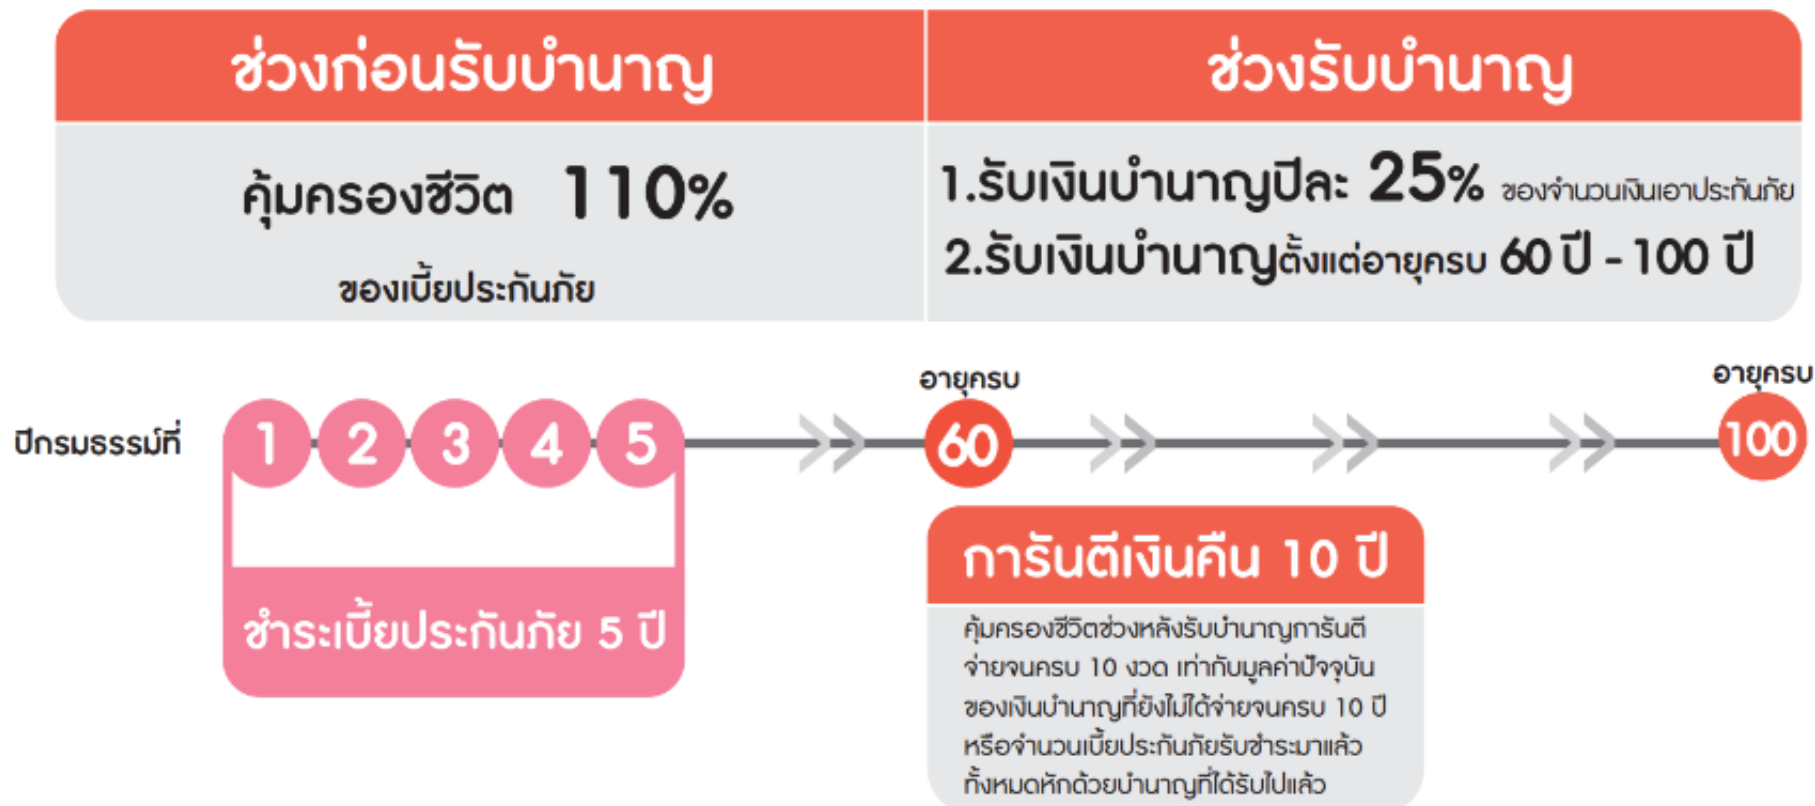 ช่วงก่อนรับบำนาญ
ช่วงรับบำนาญ
คุ้มครองชีวิต 110%
ของเบี้ยประกันภัย
1.รับเงินบำนาญปีละ 25% ของจำนวนเงินเอาประกันภัย
2.รับเงินบำนาญตั้งแต่อายุครบ 60 ปี - 100 ปี
อายุครบ
อายุครบ
ปีกรมธรรม์ที่ 1 2 3 4 5 60 100
ชำระเบี้ยประกันภัย 5 ปี
การันตีเงินคืน 10 ปี
คุ้มครองชีวิตช่วงหลังรับบำนาญการันตี
จ่ายจนครบ 10 งวด เท่ากับมูลค่าปัจจุบัน
ของเงินบำนาญที่ยังไม่ได้จ่ายจนครบ 10 ปี
หรือจำนวนเบี้ยประกันภัยรับชำระมาแล้ว
ทั้งหมดหักด้วยบำนาญที่ได้รับไปแล้ว